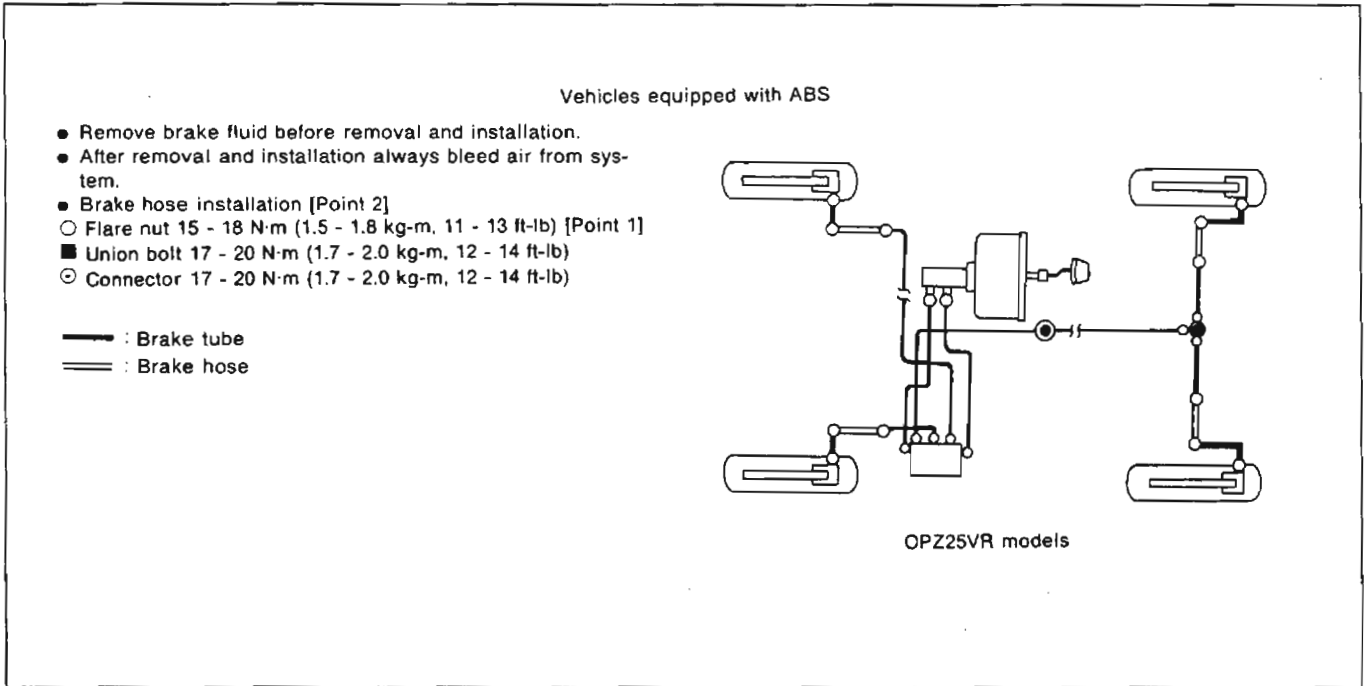 Vehicles equipped with ABS
● Remove brake fluid before removal and installation.
● After removal and installation always bleed air from sys-
tem.
● Brake hose installation [Point 2]
○ Flare nut 15 - 18 N·m (1.5 - 1.8 kg-m, 11 - 13 ft-lb) [Point 1]
■ Union bolt 17 - 20 N·m (1.7 - 2.0 kg-m, 12 - 14 ft-lb)
⊙ Connector 17 - 20 N·m (1.7 - 2.0 kg-m, 12 - 14 ft-lb)
: Brake tube
: Brake hose
OPZ25VR models